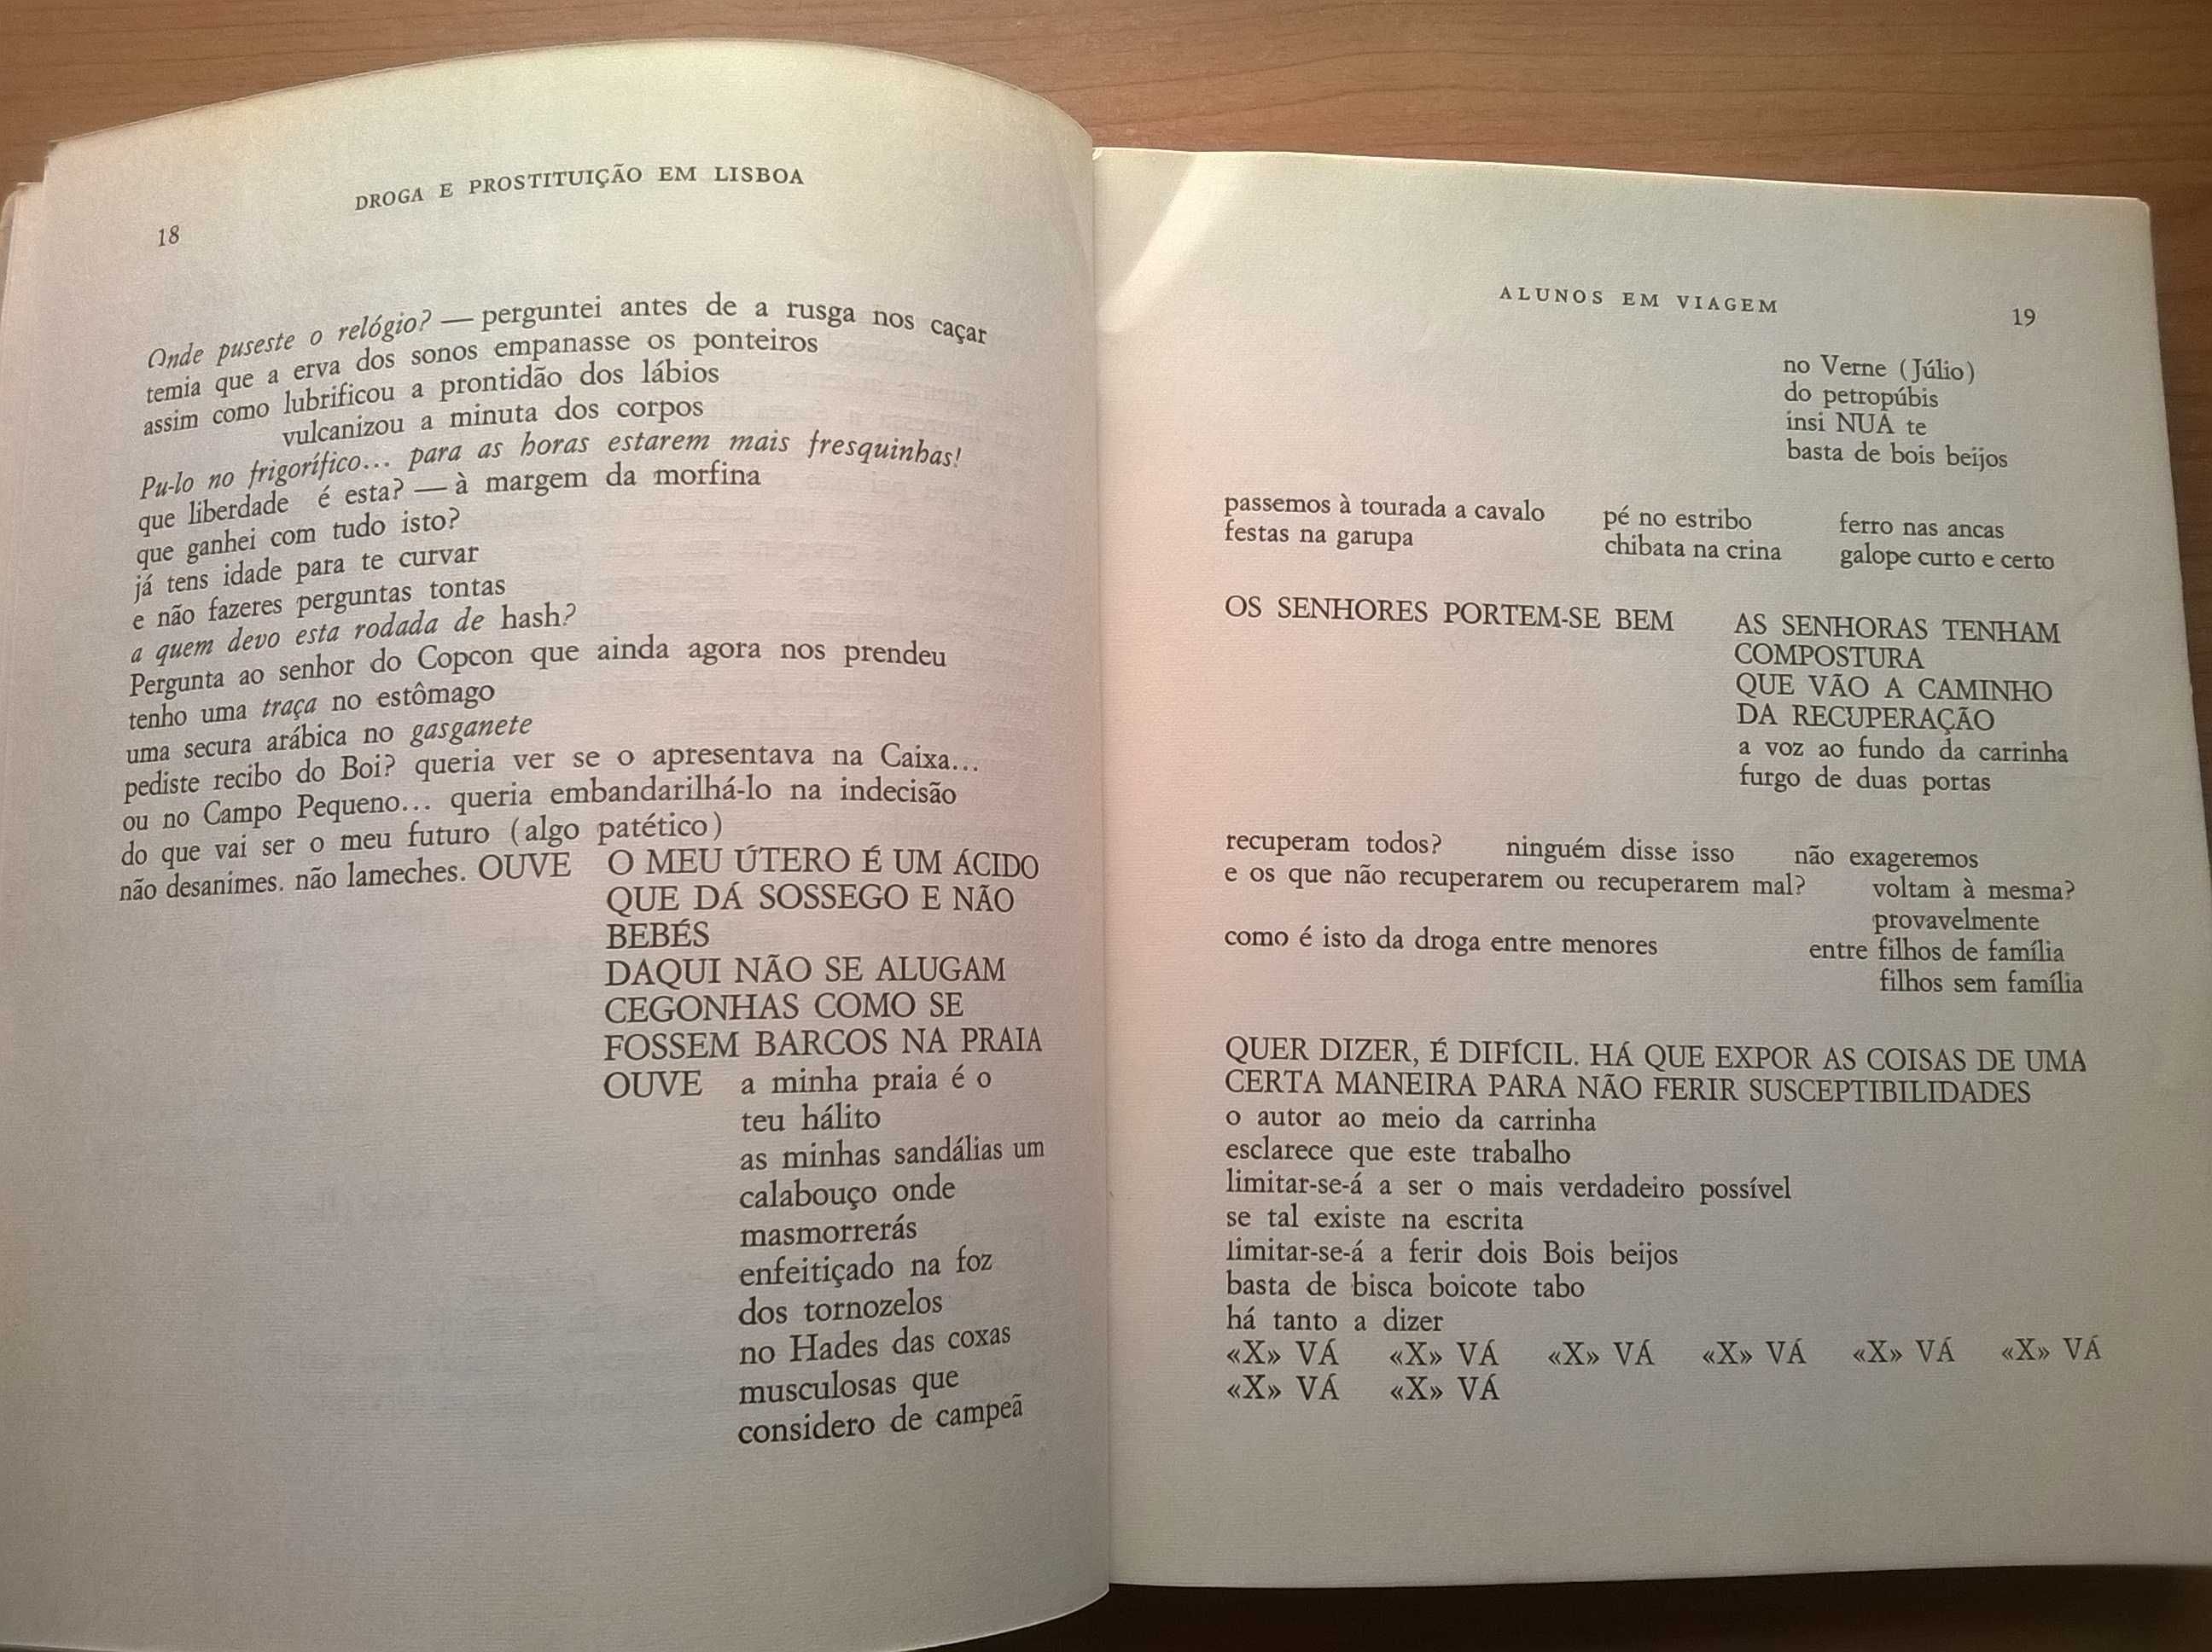 DROGA E PROSTITUIÇÃO EM LISBOA
18
Onde puseste o relógio? — perguntei antes de a rusga nos caçar
temia que a erva dos sonos empanasse os ponteiros
assim como lubrificou a prontidão dos lábios
vulcanizou a minuta dos corpos
Pu-lo no frigorífico... para as horas estarem mais fresquinhas!
que liberdade é esta? — à margem da morfina
que ganhei com tudo isto?
já tens idade para te curvar
e não fazeres perguntas tontas
a quem devo esta rodada de hash?
Pergunta ao senhor do Copcon que ainda agora nos prendeu
tenho uma traça no estômago
uma secura arábica no gasganete
pediste recibo do Boi? queria ver se o apresentava na Caixa...
ou no Campo Pequeno... queria embandarilhá-lo na indecisão
do que vai ser o meu futuro (algo patético)
não desanimes. não lameches. OUVE O MEU ÚTERO É UM ÁCIDO
QUE DÁ SOSSEGO E NÃO
BEBÉS
DAQUI NÃO SE ALUGAM
CEGONHAS COMO SE
FOSSEM BARCOS NA PRAIA
OUVE a minha praia é o
teu hálito
as minhas sandálias um
calabouço onde
masmorrerás
enfeitiçado na foz
dos tornozelos
no Hades das coxas
musculosas que
considero de campeã
ALUNOS EM VIAGEM
19
no Verne (Júlio)
do petropúbis
insi NUA te
basta de bois beijos
passemos à tourada a cavalo pé no estribo ferro nas ancas
festas na garupa chibata na crina galope curto e certo
OS SENHORES PORTEM-SE BEM AS SENHORAS TENHAM
COMPOSTURA
QUE VÃO A CAMINHO
DA RECUPERAÇÃO
a voz ao fundo da carrinha
furgo de duas portas
recuperam todos? ninguém disse isso não exageremos
e os que não recuperarem ou recuperarem mal? voltam à mesma?
provavelmente
como é isto da droga entre menores entre filhos de família
filhos sem família
QUER DIZER, É DIFÍCIL. HÁ QUE EXPOR AS COISAS DE UMA
CERTA MANEIRA PARA NÃO FERIR SUSCEPTIBILIDADES
o autor ao meio da carrinha
esclarece que este trabalho
limitar-se-á a ser o mais verdadeiro possível
se tal existe na escrita
limitar-se-á a ferir dois Bois beijos
basta de bisca boicote tabo
há tanto a dizer
«X» VÁ «X» VÁ «X» VÁ «X» VÁ «X» VÁ «X» VÁ
«X» VÁ «X» VÁ